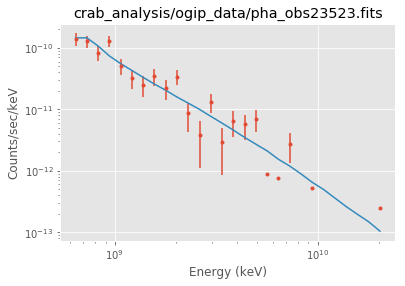 crab_analysis/ogip_data/pha_obs23523.fits
Counts/sec/keV
10⁻¹⁰
10⁻¹¹
10⁻¹²
10⁻¹³
10⁹
10¹⁰
Energy (keV)